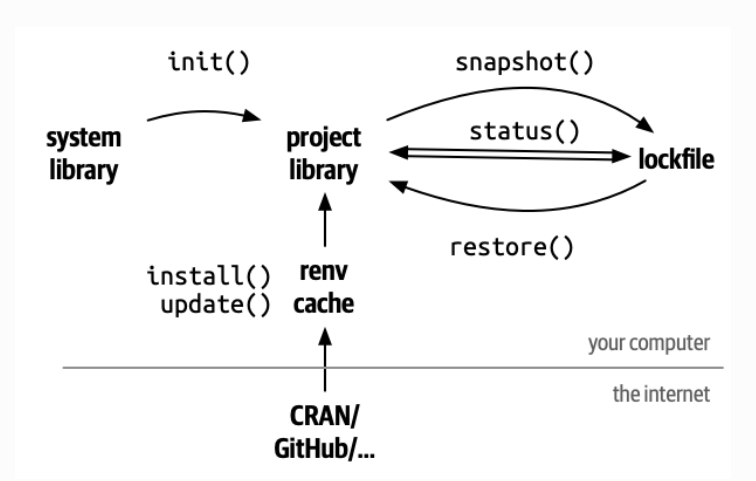 init()
snapshot()
system
library
project
library
status()
lockfile
restore()
install()
update()
renv
cache
your computer
the internet
CRAN/
GitHub/...